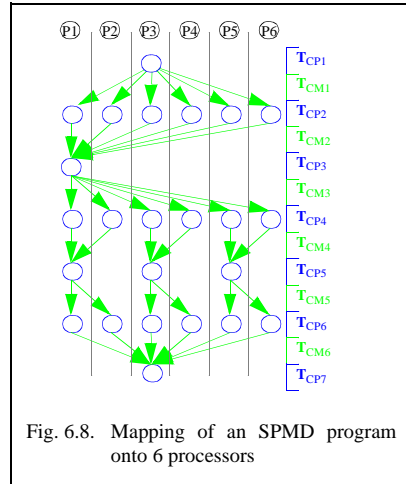 P1 P2 P3 P4 P5 P6
TCP1
TCM1
TCP2
TCM2
TCP3
TCM3
TCP4
TCM4
TCP5
TCM5
TCP6
TCM6
TCP7
Fig. 6.8. Mapping of an SPMD program
onto 6 processors